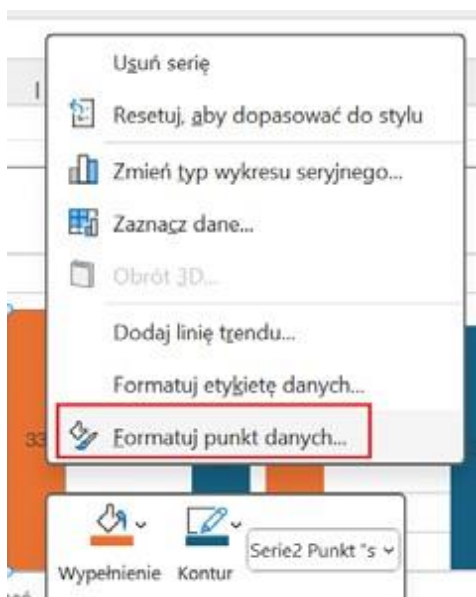 Usuń serię
Resetuj, aby dopasować do stylu
Zmień typ wykresu seryjnego...
Zaznacz dane...
Obrót 3D...
Dodaj linię trendu...
Formatuj etykietę danych...
33
Formatuj punkt danych...
Wypełnienie
Kontur
Serie2 Punkt "s